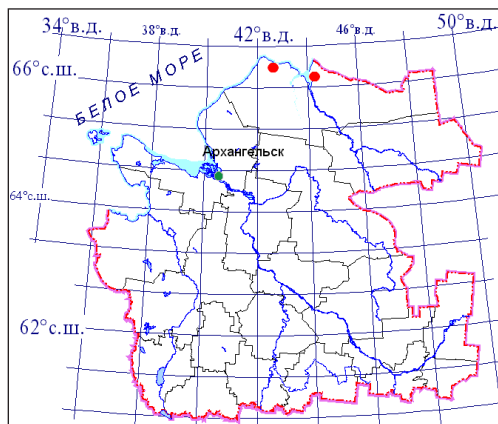 34°в.д.
38°в.д.
42°в.д.
46°в.д.
50°в.д.
66°с.ш.
БЕЛОЕ МОРЕ
Архангельск
64°с.ш.
62°с.ш.